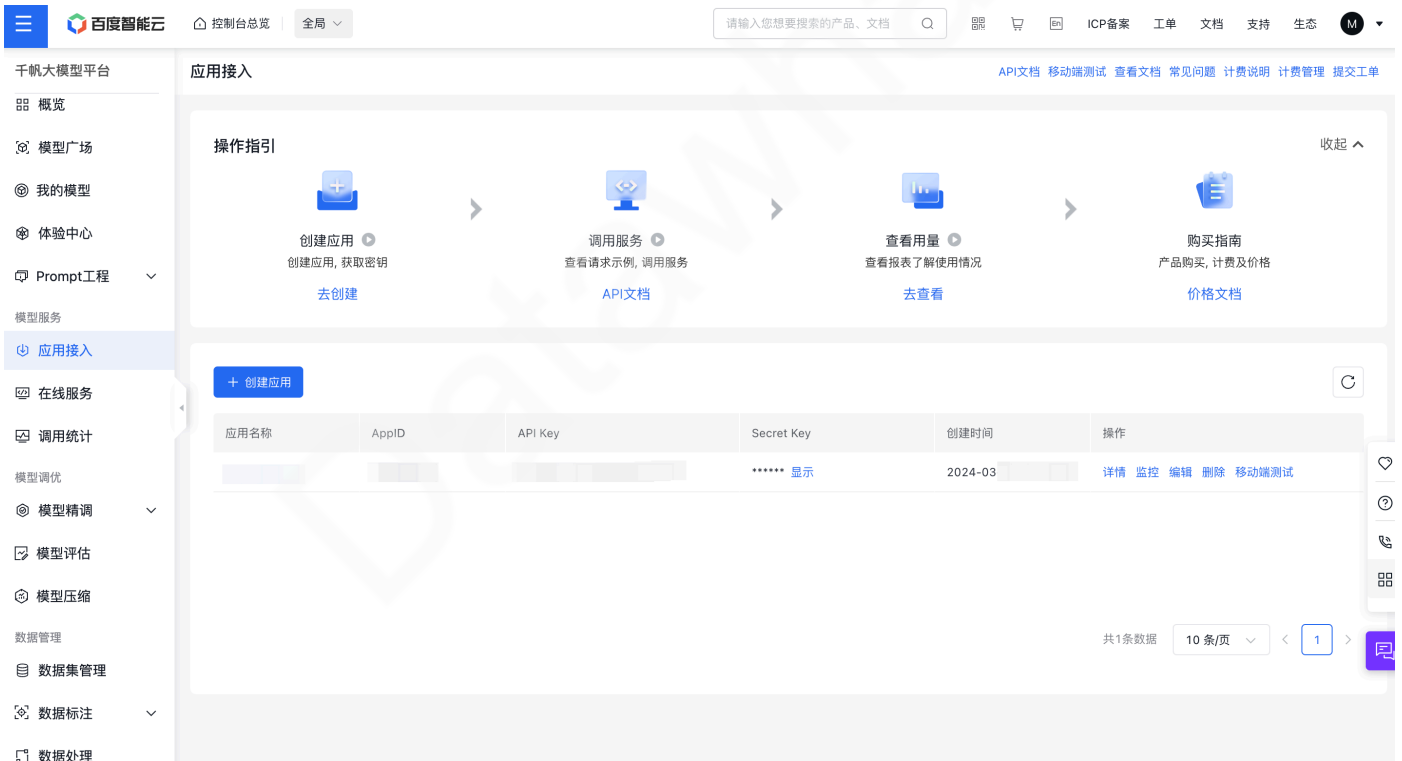 百度智能云 控制台总览 全局 请输入您想要搜索的产品、文档 En ICP备案 工单 文档 支持 生态 M
千帆大模型平台
概览
模型广场
我的模型
体验中心
Prompt工程
模型服务
应用接入
在线服务
调用统计
模型调优
模型精调
模型评估
模型压缩
数据管理
数据集管理
数据标注
数据处理
应用接入 API文档 移动端测试 查看文档 常见问题 计费说明 计费管理 提交工单
操作指引 收起
创建应用 调用服务 查看用量 购买指南
创建应用, 获取密钥 查看请求示例, 调用服务 查看报表了解使用情况 产品购买, 计费及价格
去创建 API文档 去查看 价格文档
+ 创建应用
应用名称 AppID API Key Secret Key 创建时间 操作
****** 显示 2024-03 详情 监控 编辑 删除 移动端测试
共1条数据 10 条/页 < 1 >
Datawhale